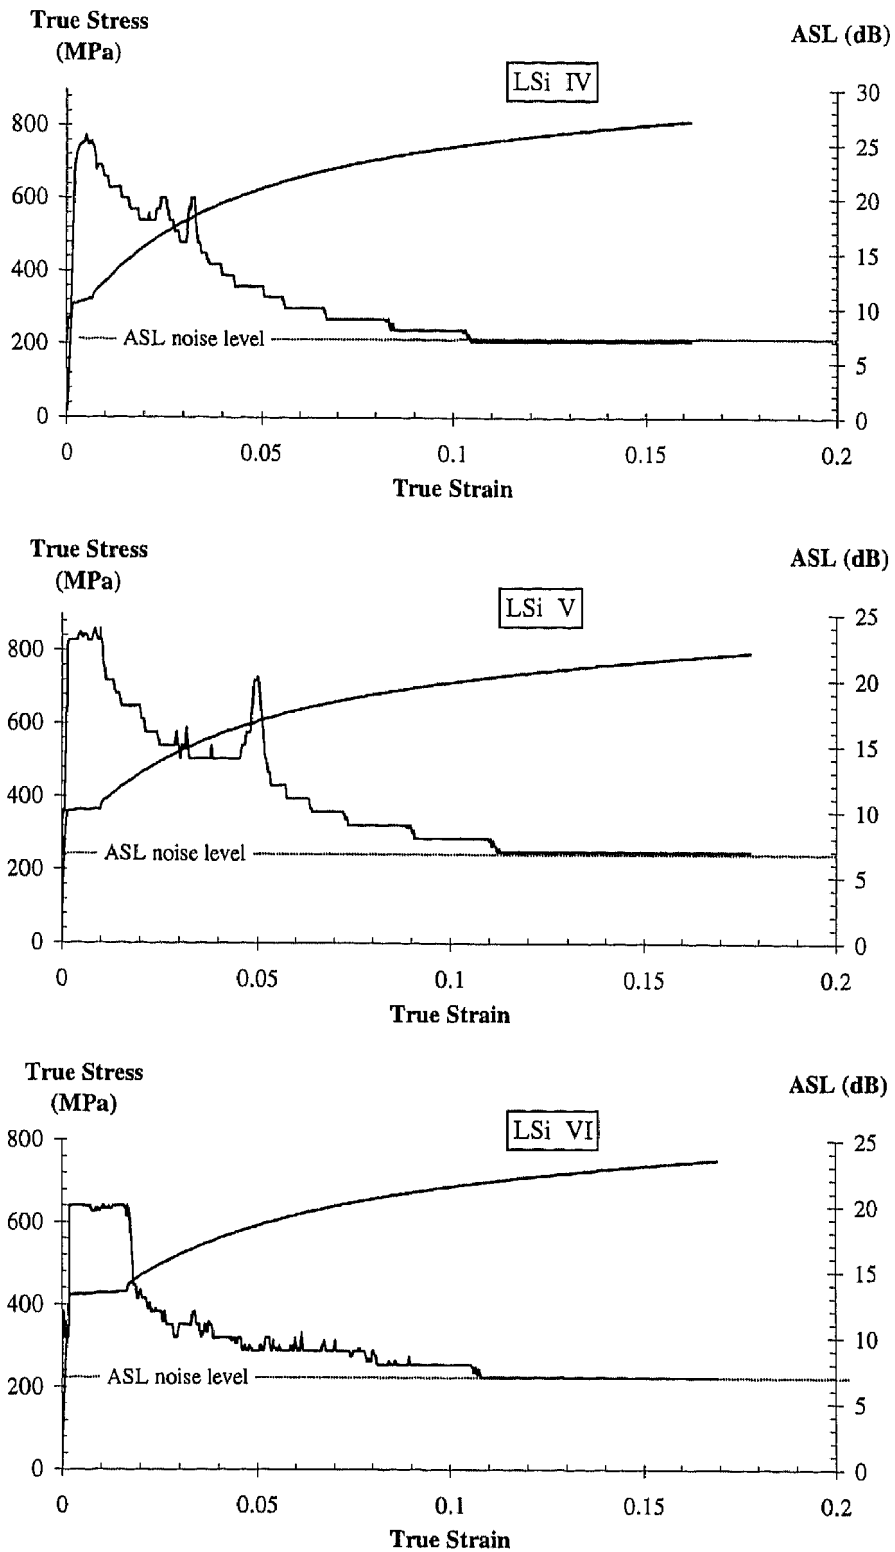 True Stress
(MPa)
ASL (dB)
LSi IV
30
800
25
600
20
15
400
10
ASL noise level
200
5
0
0
0
0.05
0.1
0.15
0.2
True Strain
True Stress
(MPa)
ASL (dB)
LSi V
25
800
20
600
15
400
10
ASL noise level
200
5
0
0
0
0.05
0.1
0.15
0.2
True Strain
True Stress
(MPa)
ASL (dB)
LSi VI
800
25
600
20
15
400
10
ASL noise level
200
5
0
0
0
0.05
0.1
0.15
0.2
True Strain